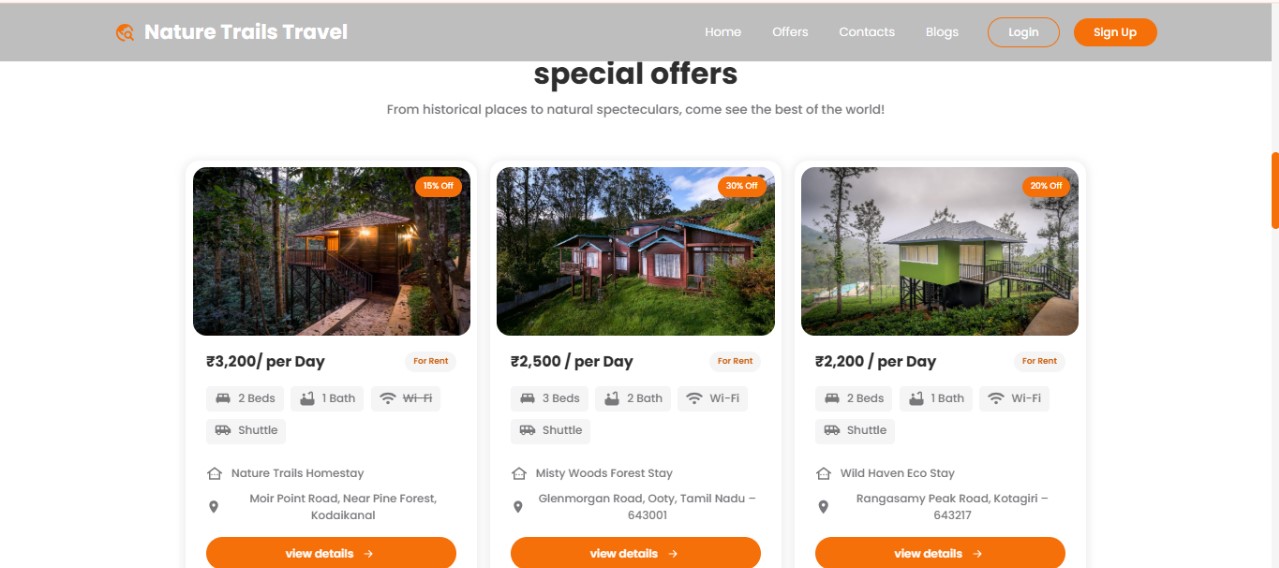 Nature Trails Travel
Home Offers Contacts Blogs Login Sign Up
special offers
From historical places to natural specteculars, come see the best of the world!
15% Off
30% Off
20% Off
₹3,200/ per Day For Rent
2 Beds 1 Bath Wi-Fi
Shuttle
Nature Trails Homestay
Moir Point Road, Near Pine Forest,
Kodaikanal
view details →
₹2,500 / per Day For Rent
3 Beds 2 Bath Wi-Fi
Shuttle
Misty Woods Forest Stay
Glenmorgan Road, Ooty, Tamil Nadu –
643001
view details →
₹2,200 / per Day For Rent
2 Beds 1 Bath Wi-Fi
Shuttle
Wild Haven Eco Stay
Rangasamy Peak Road, Kotagiri –
643217
view details →